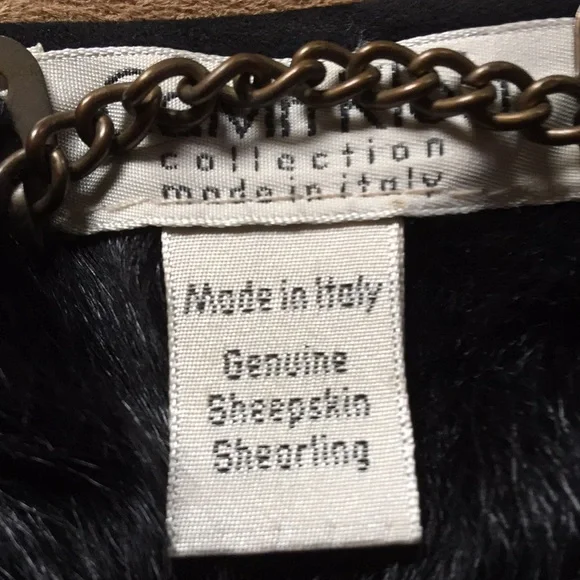 collection
made in italy
Made in Italy
Genuine
Sheepskin
Shearling